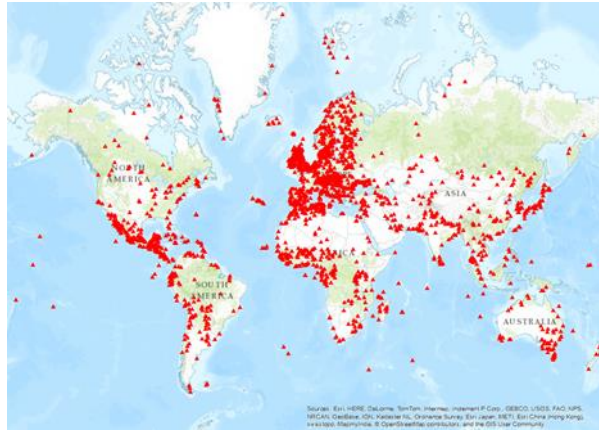 NORTH
AMERICA
ASIA
SOUTH
AMERICA
AUSTRALIA
Sources: Esri, HERE, DeLorme, TomTom, Intermap, increment P Corp., GEBCO, USGS, FAO, NPS,
NRCAN, GeoBase, IGN, Kadaster NL, Ordnance Survey, Esri Japan, METI, Esri China (Hong Kong),
swisstopo, MapmyIndia, © OpenStreetMap contributors, and the GIS User Community